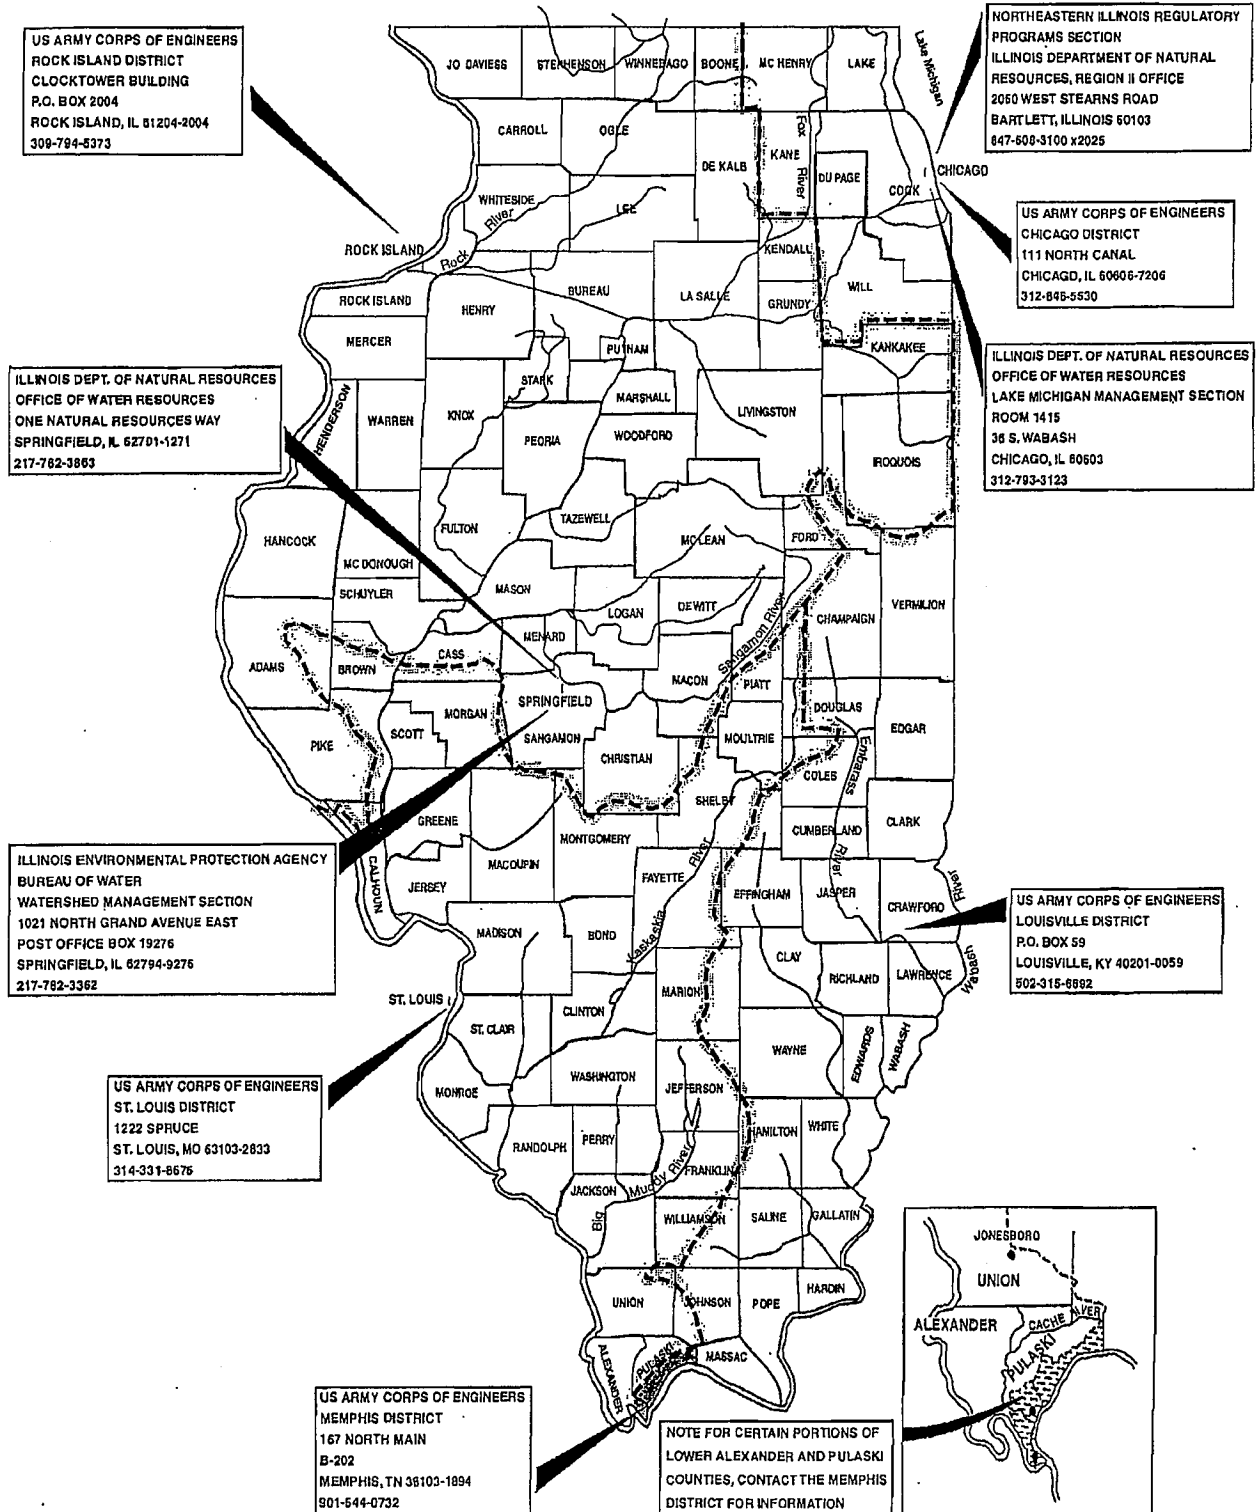 US ARMY CORPS OF ENGINEERS
ROCK ISLAND DISTRICT
CLOCKTOWER BUILDING
P.O. BOX 2004
ROCK ISLAND, IL 61204-2004
309-794-5373
NORTHEASTERN ILLINOIS REGULATORY
PROGRAMS SECTION
ILLINOIS DEPARTMENT OF NATURAL
RESOURCES, REGION II OFFICE
2050 WEST STEARNS ROAD
BARTLETT, ILLINOIS 60103
847-608-3100 x2025
US ARMY CORPS OF ENGINEERS
CHICAGO DISTRICT
111 NORTH CANAL
CHICAGO, IL 60606-7206
312-846-5530
ILLINOIS DEPT. OF NATURAL RESOURCES
OFFICE OF WATER RESOURCES
LAKE MICHIGAN MANAGEMENT SECTION
ROOM 1415
36 S. WABASH
CHICAGO, IL 60603
312-793-3123
ILLINOIS DEPT. OF NATURAL RESOURCES
OFFICE OF WATER RESOURCES
ONE NATURAL RESOURCES WAY
SPRINGFIELD, IL 62701-1271
217-782-3863
ILLINOIS ENVIRONMENTAL PROTECTION AGENCY
BUREAU OF WATER
WATERSHED MANAGEMENT SECTION
1021 NORTH GRAND AVENUE EAST
POST OFFICE BOX 19276
SPRINGFIELD, IL 62794-9276
217-782-3362
US ARMY CORPS OF ENGINEERS
LOUISVILLE DISTRICT
P.O. BOX 59
LOUISVILLE, KY 40201-0059
502-315-6692
US ARMY CORPS OF ENGINEERS
ST. LOUIS DISTRICT
1222 SPRUCE
ST. LOUIS, MO 63103-2833
314-331-8575
US ARMY CORPS OF ENGINEERS
MEMPHIS DISTRICT
167 NORTH MAIN
B-202
MEMPHIS, TN 38103-1894
901-544-0732
NOTE FOR CERTAIN PORTIONS OF
LOWER ALEXANDER AND PULASKI
COUNTIES, CONTACT THE MEMPHIS
DISTRICT FOR INFORMATION
JO DAVIESS
STEPHENSON
WINNEBAGO
BOONE
MC HENRY
LAKE
Lake Michigan
CARROLL
OGLE
DE KALB
KANE
Fox River
DU PAGE
COOK
CHICAGO
WHITESIDE
LEE
Rock River
ROCK ISLAND
KENDALL
ROCK ISLAND
HENRY
BUREAU
LA SALLE
GRUNDY
WILL
MERCER
PUTNAM
KANKAKEE
HENDERSON
WARREN
KNOX
STARK
MARSHALL
PEORIA
WOODFORD
LIVINGSTON
IROQUOIS
HANCOCK
MC DONOUGH
FULTON
TAZEWELL
MC LEAN
FORD
SCHUYLER
MASON
LOGAN
DEWITT
CHAMPAIGN
VERMILION
Sangamon River
ADAMS
BROWN
CASS
MENARD
MACON
PIATT
SPRINGFIELD
PIKE
SCOTT
MORGAN
SANGAMON
CHRISTIAN
MOULTRIE
DOUGLAS
EDGAR
COLES
Embarass River
SHELBY
GREENE
MACOUPIN
MONTGOMERY
CUMBERLAND
CLARK
CALHOUN
JERSEY
FAYETTE
Kaskaskia River
EFFINGHAM
JASPER
CRAWFORD
Wabash River
MADISON
BOND
CLAY
RICHLAND
LAWRENCE
ST. LOUIS
ST. CLAIR
CLINTON
MARION
WAYNE
EDWARDS
WABASH
MONROE
WASHINGTON
JEFFERSON
RANDOLPH
PERRY
HAMILTON
WHITE
FRANKLIN
Big Muddy River
JACKSON
WILLIAMSON
SALINE
GALLATIN
UNION
JOHNSON
POPE
HARDIN
ALEXANDER
PULASKI
MASSAC
JONESBORO
UNION
ALEXANDER
CACHE RIVER
PULASKI